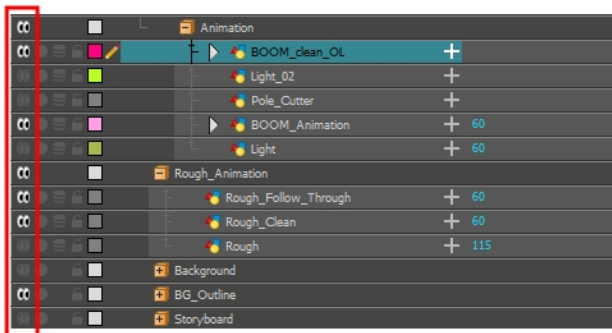 Animation
BOOM_clean_OL
Light_02
Pole_Cutter
BOOM_Animation 60
Light 60
Rough_Animation
Rough_Follow_Through 60
Rough_Clean 60
Rough 115
Background
BG_Outline
Storyboard